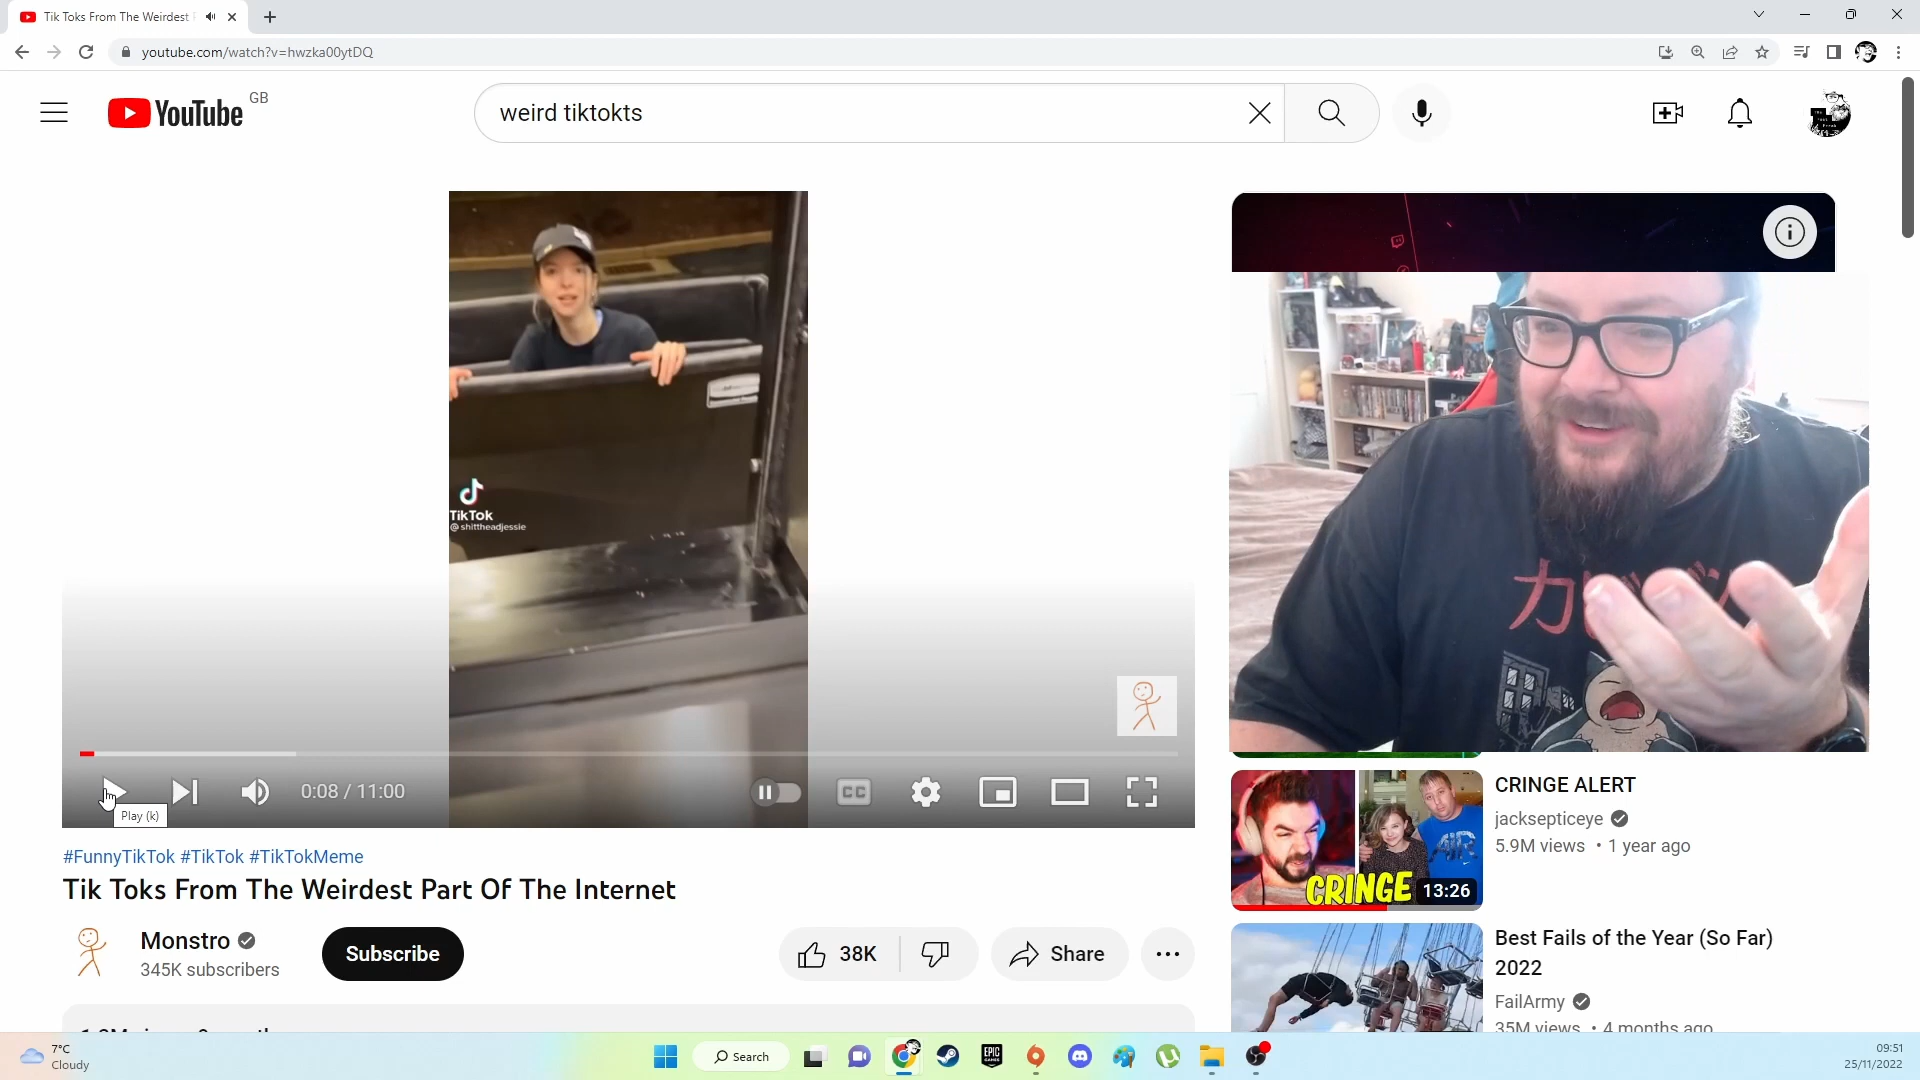 Tik Toks From The Weirdest
youtube.com/watch?v=hwzka00ytDQ
YouTube
GB
weird tiktokts
TikTok
@shittheadjessie
0:08 / 11:00
CC
Play (k)
#FunnyTikTok #TikTok #TikTokMeme
Tik Toks From The Weirdest Part Of The Internet
Monstro
345K subscribers
Subscribe
38K
Share
CRINGE
13:26
CRINGE ALERT
jacksepticeye
5.9M views • 1 year ago
Best Fails of the Year (So Far)
2022
FailArmy
35M views • 4 months ago
7°C
Cloudy
Search
EPIC
GAMES
09:51
25/11/2022